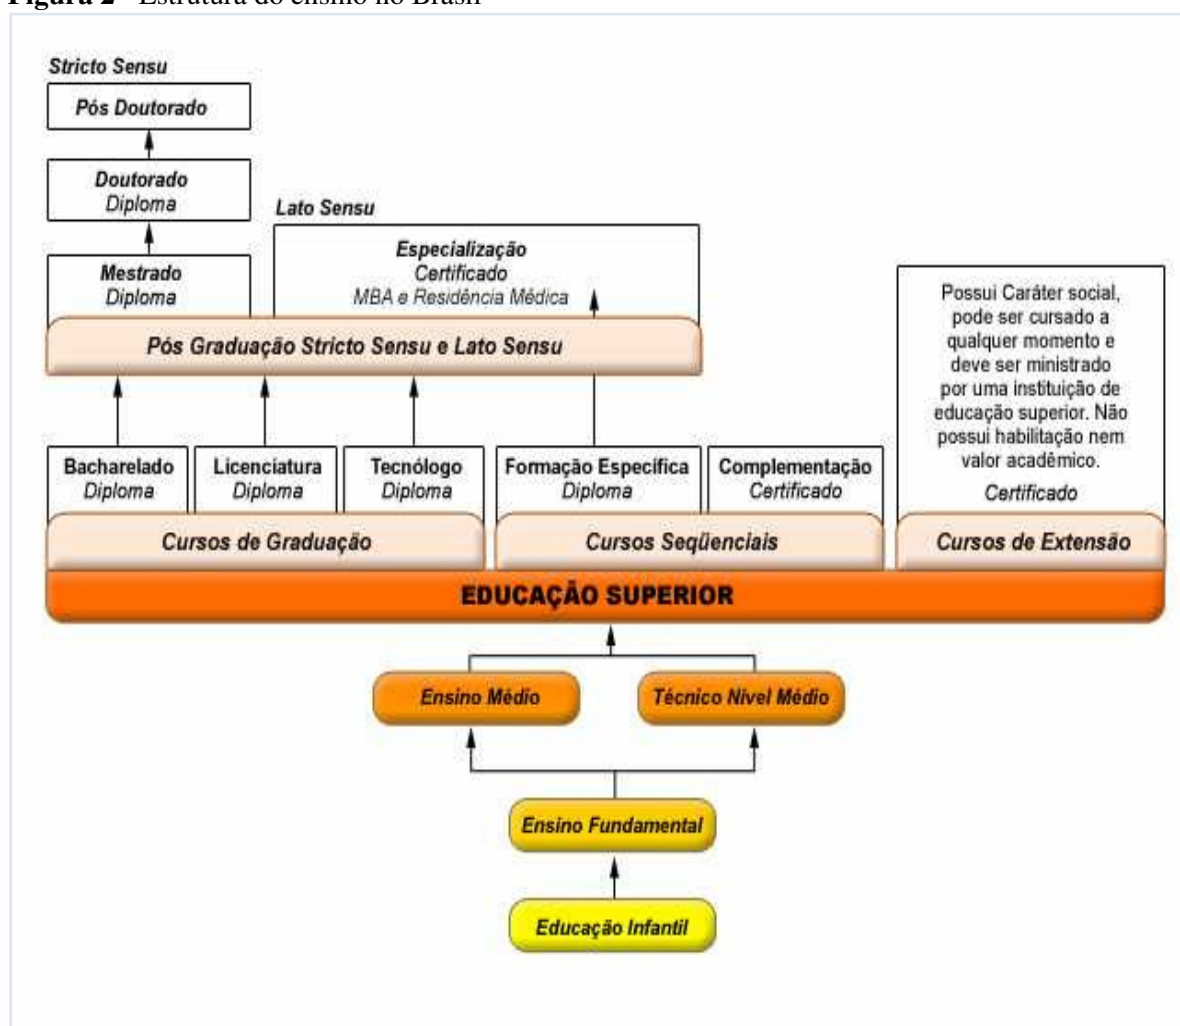 Figura 2 - Estrutura do ensino no Brasil
Stricto Sensu
Pós Doutorado
Doutorado
Diploma
Lato Sensu
Mestrado
Diploma
Especialização
Certificado
MBA e Residência Médica
Pós Graduação Stricto Sensu e Lato Sensu
Possui Caráter social,
pode ser cursado a
qualquer momento e
deve ser ministrado
por uma instituição de
educação superior. Não
possui habilitação nem
valor acadêmico.
Certificado
Bacharelado
Diploma
Licenciatura
Diploma
Tecnólogo
Diploma
Formação Específica
Diploma
Complementação
Certificado
Cursos de Graduação
Cursos Seqüenciais
Cursos de Extensão
EDUCAÇÃO SUPERIOR
Ensino Médio
Técnico Nível Médio
Ensino Fundamental
Educação Infantil